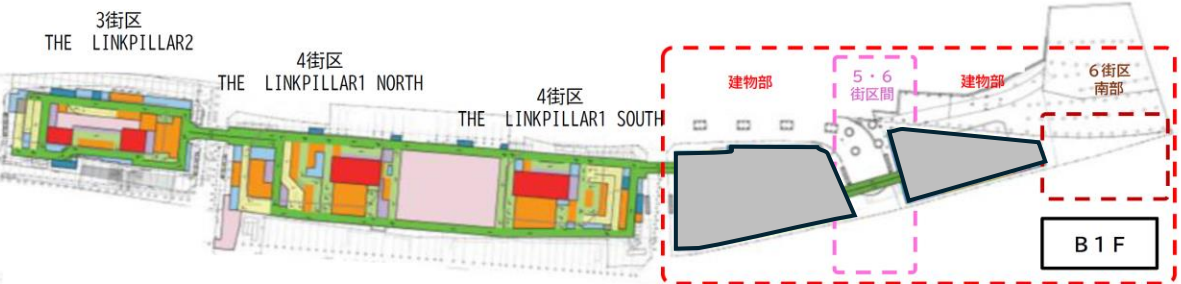 3街区
THE LINKPILLAR2
4街区
THE LINKPILLAR1 NORTH
4街区
THE LINKPILLAR1 SOUTH
建物部
5・6
街区間
建物部
6街区
南部
B1F